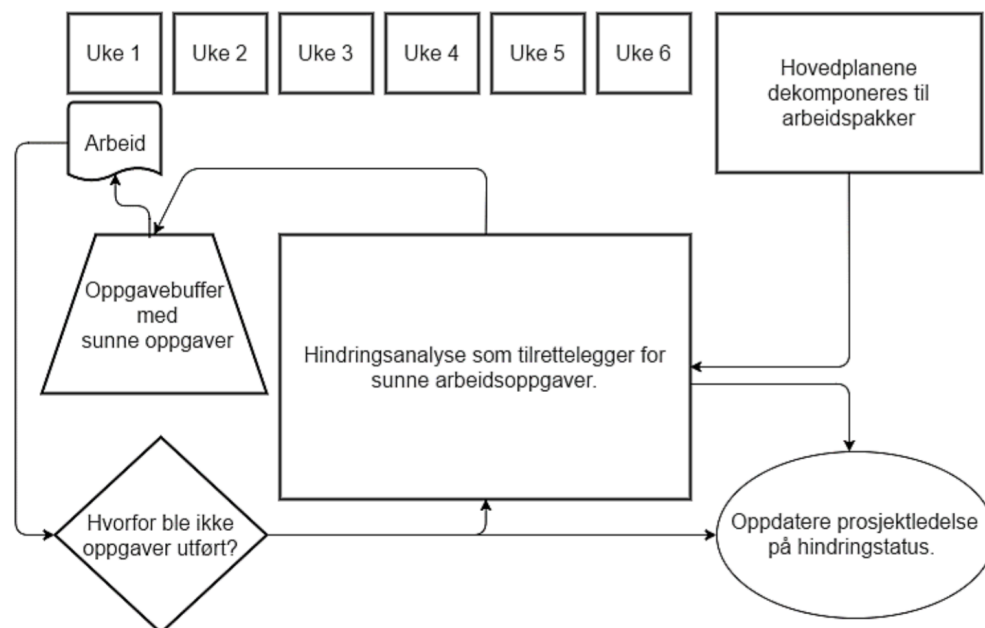 Uke 1
Uke 2
Uke 3
Uke 4
Uke 5
Uke 6
Hovedplanene
dekomponeres til
arbeidspakker
Arbeid
Oppgavebuffer
med
sunne oppgaver
Hindringsanalyse som tilrettelegger for
sunne arbeidsoppgaver.
Hvorfor ble ikke
oppgaver utført?
Oppdatere prosjektledelse
på hindringstatus.